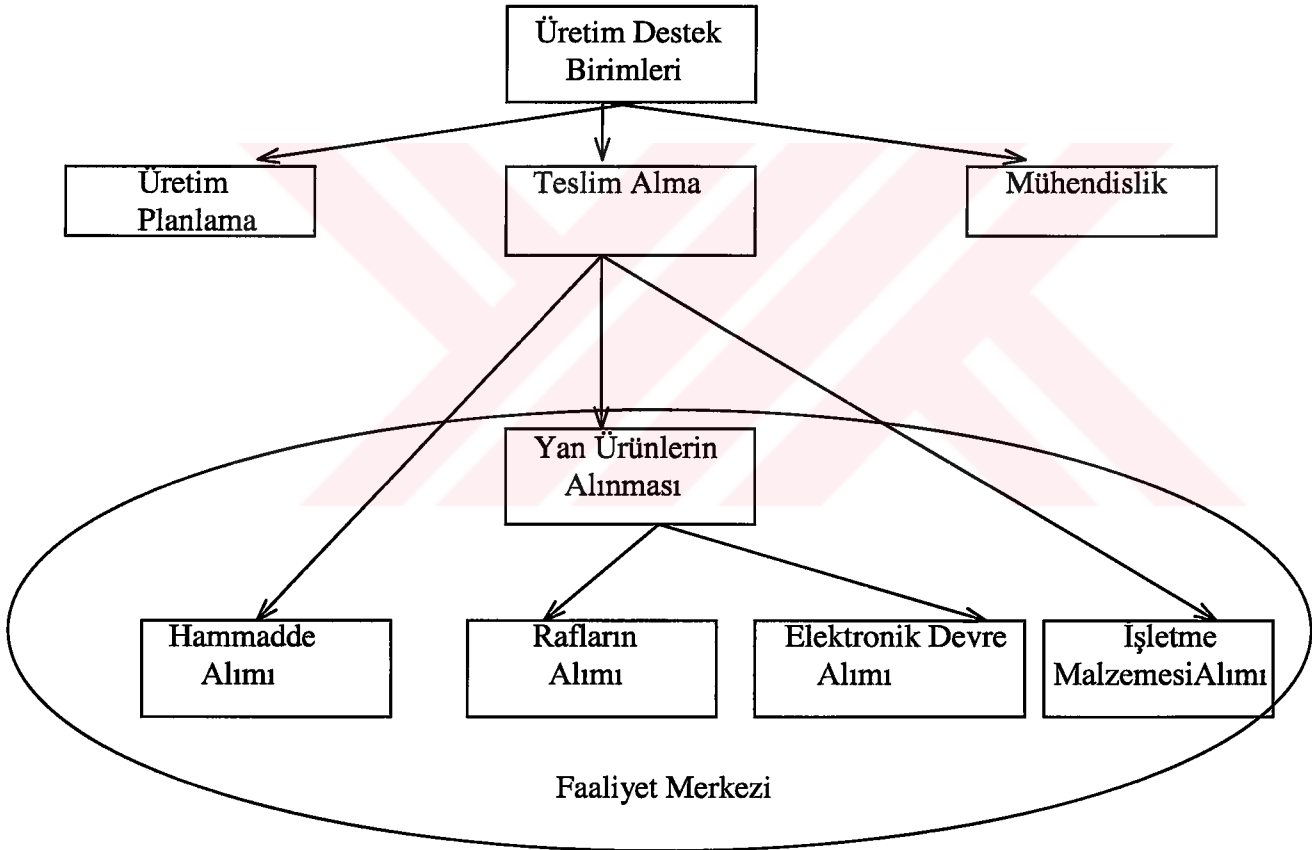 Üretim Destek
Birimleri
Üretim
Planlama
Teslim Alma
Mühendislik
Yan Ürünlerin
Alınması
Hammadde
Alımı
Rafların
Alımı
Elektronik Devre
Alımı
İşletme
MalzemesiAlımı
Faaliyet Merkezi